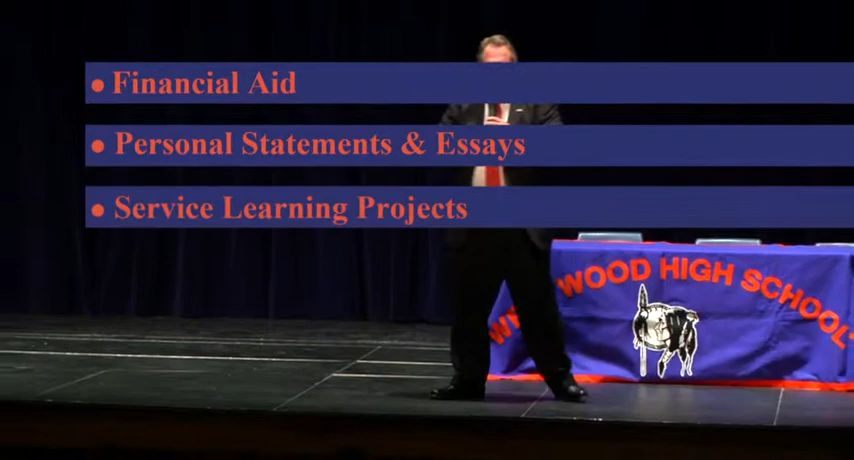 • Financial Aid
• Personal Statements & Essays
• Service Learning Projects
WOOD HIGH SCHOOL